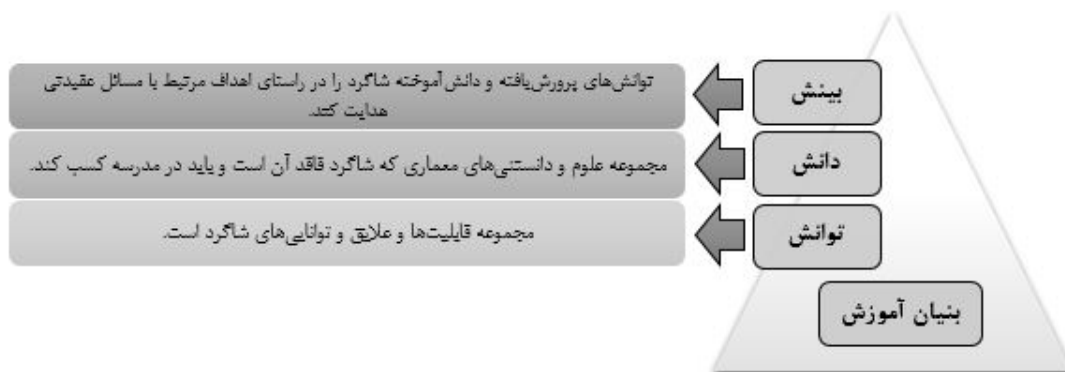 بینش
توانش‌های پرورش‌یافته و دانش‌آموخته شاگرد را در راستای اهداف مرتبط با مسائل عقیدتی
هدایت کند.
دانش
مجموعه علوم و دانستنی‌های معماری که شاگرد فاقد آن است و باید در مدرسه کسب کند.
توانش
مجموعه قابلیت‌ها و علایق و توانایی‌های شاگرد است.
بنیان آموزش